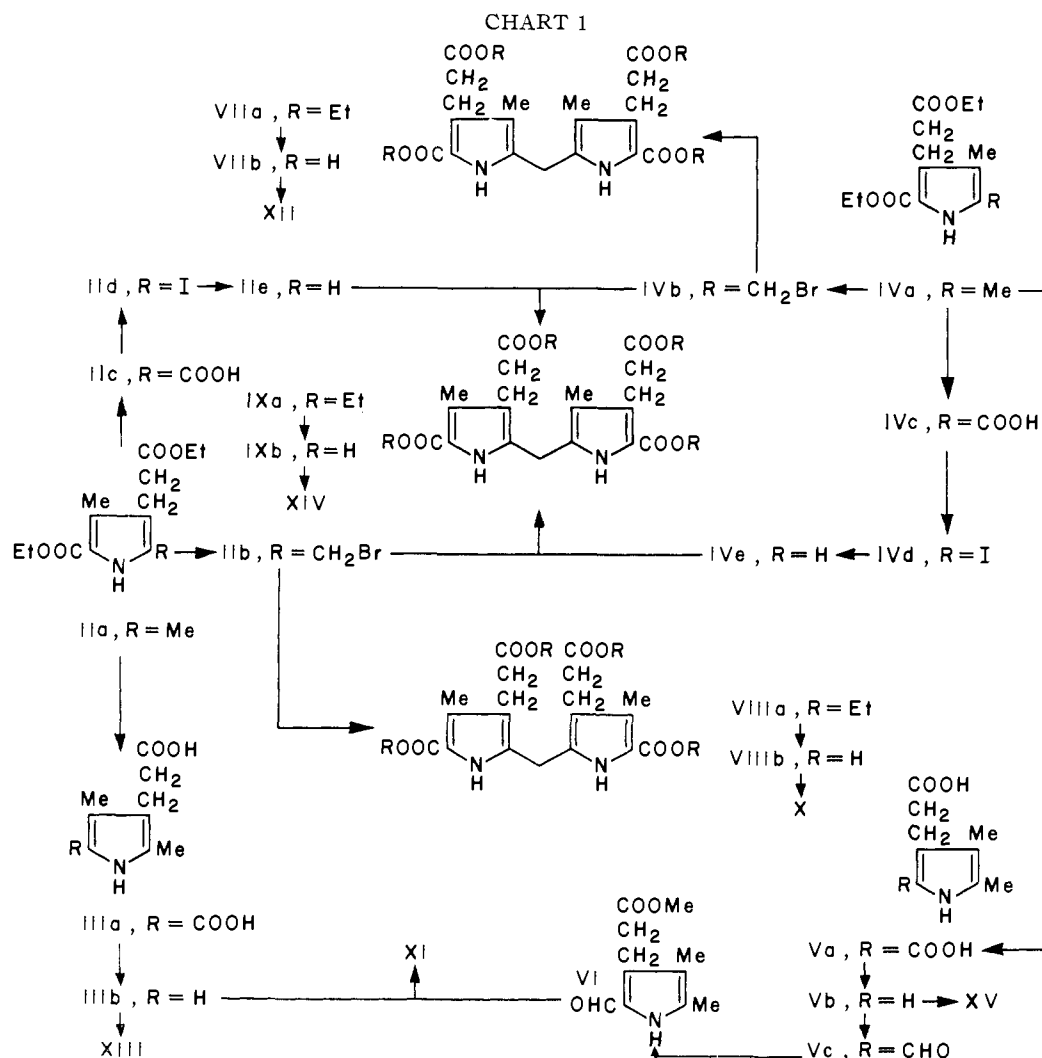 CHART 1
COOR COOR
CH2 CH2
CH2 Me Me CH2
ROOC N H N H COOR
VIIa , R = Et
VIIb , R = H
XII
COOEt
CH2
CH2 Me
EtOOC N H R
IId , R = I IIe , R = H IVb , R = CH2Br IVa , R = Me
COOR COOR
CH2 CH2
Me CH2 Me CH2
ROOC N H N H COOR
IIc , R = COOH
IXa , R = Et
IXb , R = H
XIV
IVc , R = COOH
COOEt
CH2
Me CH2
EtOOC N H R
IIb , R = CH2Br IVe , R = H IVd , R = I
IIa , R = Me
COOR COOR
CH2 CH2
Me CH2 CH2 Me
ROOC N H N H COOR
VIIIa , R = Et
VIIIb , R = H
X
COOH
CH2
Me CH2
R N H Me
COOH
CH2
CH2 Me
R N H Me
IIIa , R = COOH
IIIb , R = H
XIII
XI
COOMe
CH2
CH2 Me
VI
OHC N H Me
Va , R = COOH
Vb , R = H XV
Vc , R = CHO